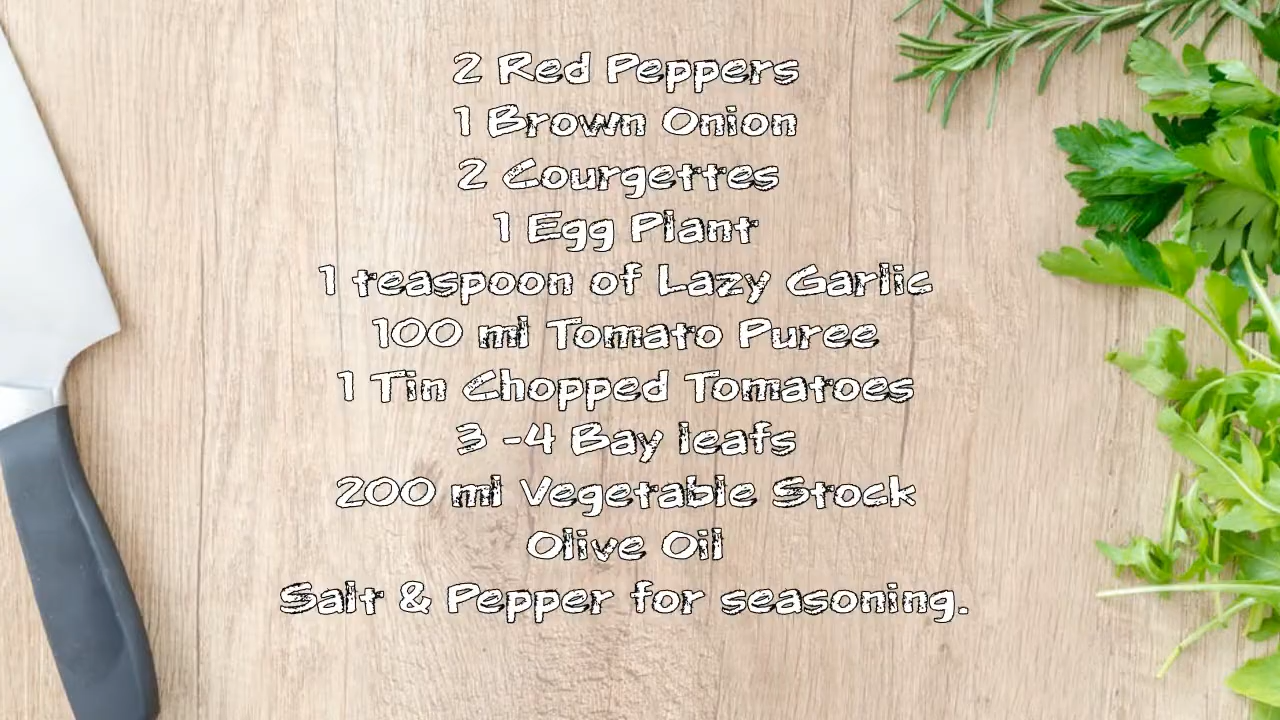 2 Red Peppers
1 Brown Onion
2 Courgettes
1 Egg Plant
1 teaspoon of Lazy Garlic
100 ml Tomato Puree
1 Tin Chopped Tomatoes
3 -4 Bay leafs
200 ml Vegetable Stock
Olive Oil
Salt & Pepper for seasoning.